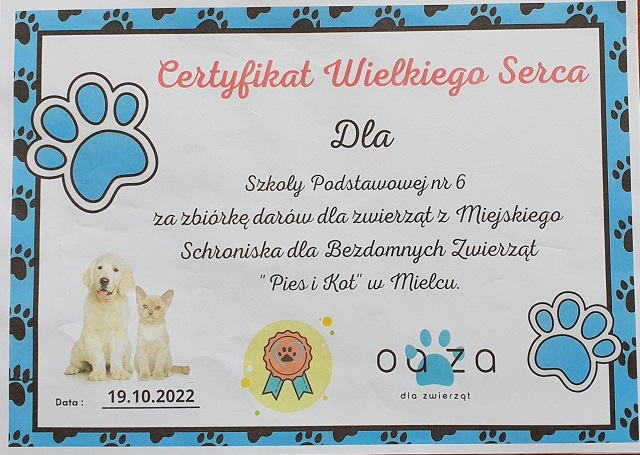 Certyfikat Wielkiego Serca
Dla
Szkoły Podstawowej nr 6
za zbiórkę darów dla zwierząt z Miejskiego
Schroniska dla Bezdomnych Zwierząt
"Pies i Kot" w Mielcu.
Data : 19.10.2022
oaza
dla zwierząt